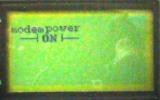 modem power
┤ ON ├